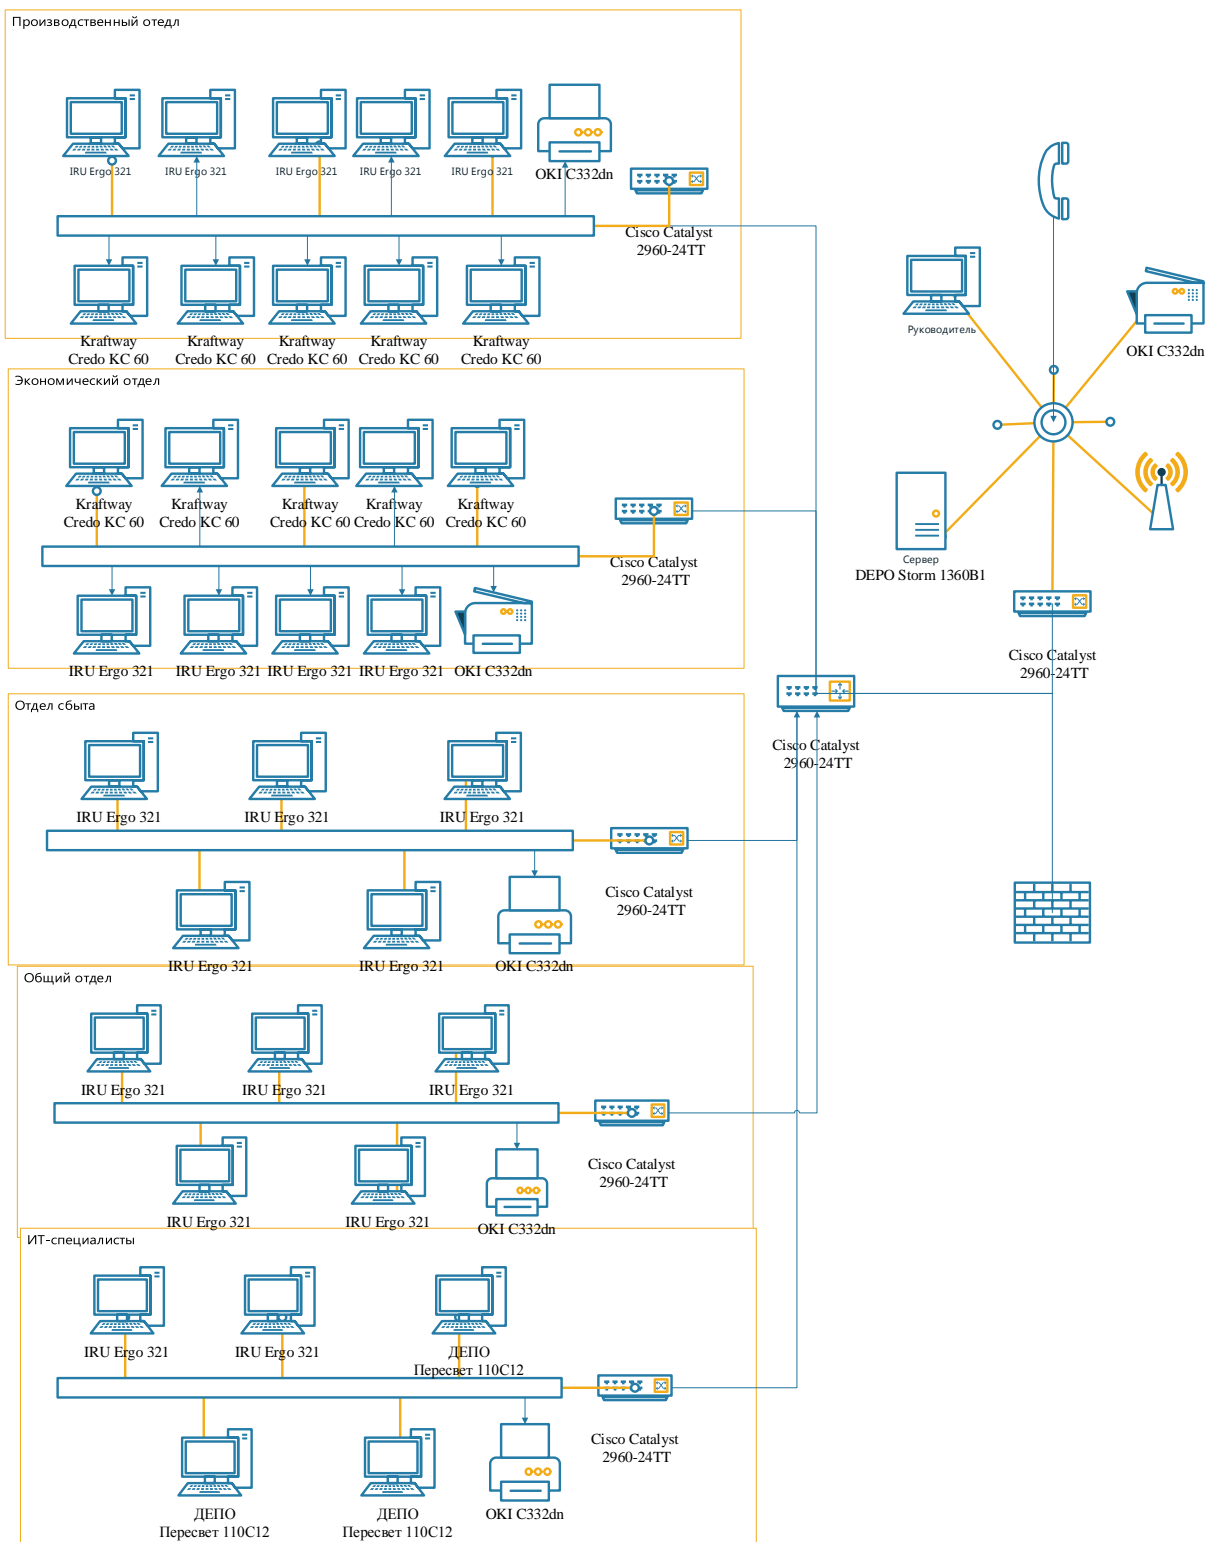 Производственный отедл
IRU Ergo 321
IRU Ergo 321
IRU Ergo 321
IRU Ergo 321
IRU Ergo 321
OKI C332dn
Cisco Catalyst
2960-24TT
Kraftway
Credo KC 60
Kraftway
Credo KC 60
Kraftway
Credo KC 60
Kraftway
Credo KC 60
Kraftway
Credo KC 60
Экономический отдел
Kraftway
Credo KC 60
Kraftway
Credo KC 60
Kraftway
Credo KC 60
Kraftway
Credo KC 60
Kraftway
Credo KC 60
Cisco Catalyst
2960-24TT
IRU Ergo 321
IRU Ergo 321
IRU Ergo 321
IRU Ergo 321
OKI C332dn
Отдел сбыта
IRU Ergo 321
IRU Ergo 321
IRU Ergo 321
Cisco Catalyst
2960-24TT
IRU Ergo 321
IRU Ergo 321
OKI C332dn
Общий отдел
IRU Ergo 321
IRU Ergo 321
IRU Ergo 321
Cisco Catalyst
2960-24TT
IRU Ergo 321
IRU Ergo 321
OKI C332dn
ИТ-специалисты
IRU Ergo 321
IRU Ergo 321
ДЕПО
Пересвет 110С12
Cisco Catalyst
2960-24TT
ДЕПО
Пересвет 110С12
ДЕПО
Пересвет 110С12
OKI C332dn
Cisco Catalyst
2960-24TT
Руководитель
OKI C332dn
Сервер
DEPO Storm 1360B1
Cisco Catalyst
2960-24TT